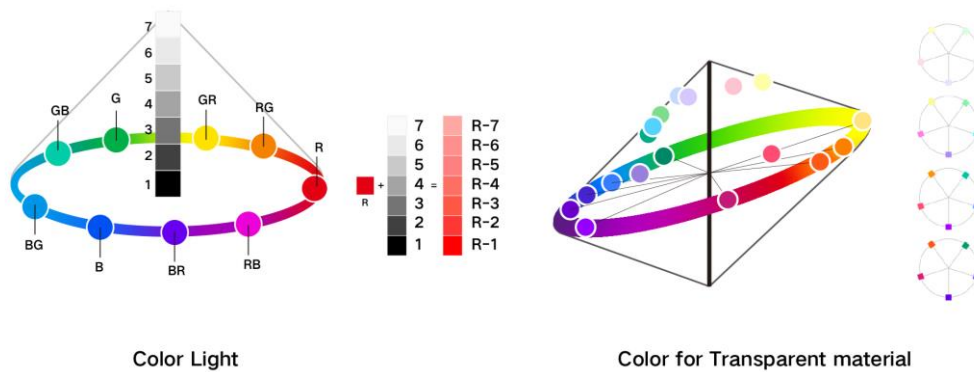 7
6
5
4
3
2
1
GB
G
GR
RG
R
BG
B
BR
RB
R
+
7
6
5
4
3
2
1
=
R-7
R-6
R-5
R-4
R-3
R-2
R-1
Color Light
Color for Transparent material